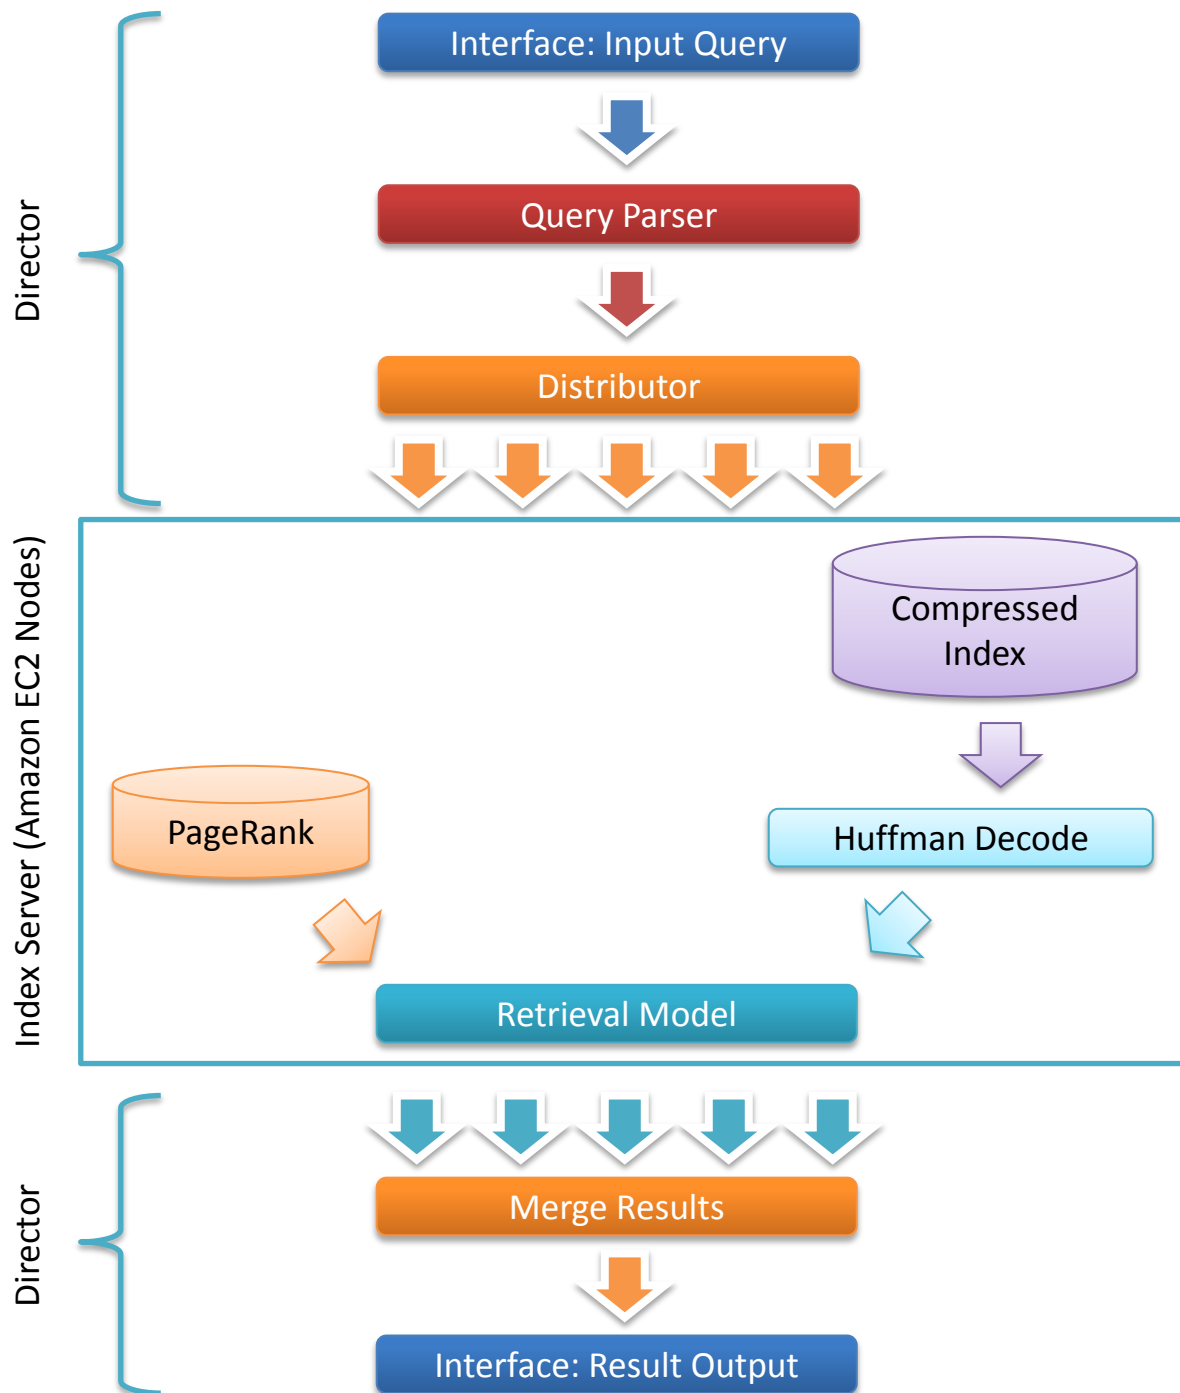 Director
Interface: Input Query
Query Parser
Distributor
Index Server (Amazon EC2 Nodes)
Compressed
Index
PageRank
Huffman Decode
Retrieval Model
Director
Merge Results
Interface: Result Output